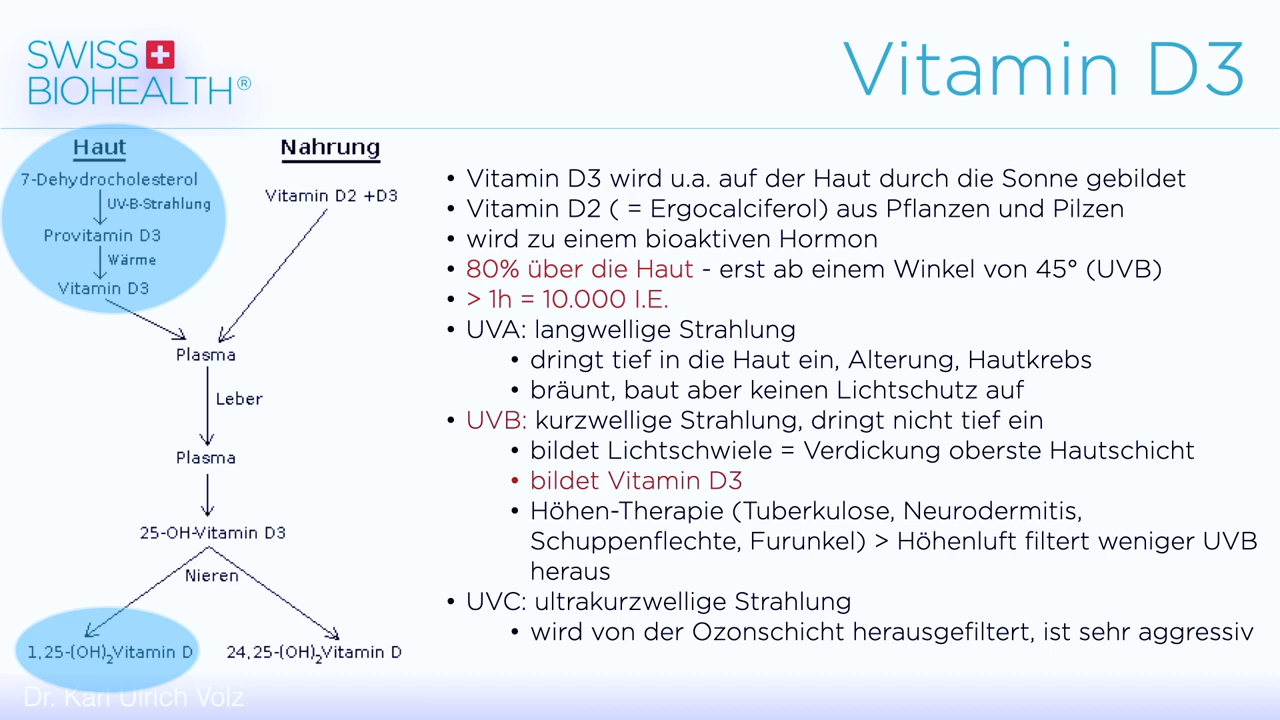 SWISS
BIOHEALTH®
Vitamin D3
Haut
7-Dehydrocholesterol
UV-B-Strahlung
Provitamin D3
Wärme
Vitamin D3
Nahrung
Vitamin D2 +D3
Plasma
Leber
Plasma
25-OH-Vitamin D3
Nieren
1,25-(OH)2Vitamin D
24,25-(OH)2Vitamin D
• Vitamin D3 wird u.a. auf der Haut durch die Sonne gebildet
• Vitamin D2 ( = Ergocalciferol) aus Pflanzen und Pilzen
• wird zu einem bioaktiven Hormon
• 80% über die Haut - erst ab einem Winkel von 45° (UVB)
• > 1h = 10.000 I.E.
• UVA: langwellige Strahlung
• dringt tief in die Haut ein, Alterung, Hautkrebs
• bräunt, baut aber keinen Lichtschutz auf
• UVB: kurzwellige Strahlung, dringt nicht tief ein
• bildet Lichtschwiele = Verdickung oberste Hautschicht
• bildet Vitamin D3
• Höhen-Therapie (Tuberkulose, Neurodermitis,
Schuppenflechte, Furunkel) > Höhenluft filtert weniger UVB
heraus
• UVC: ultrakurzwellige Strahlung
• wird von der Ozonschicht herausgefiltert, ist sehr aggressiv
Dr. Karl Ulrich Volz